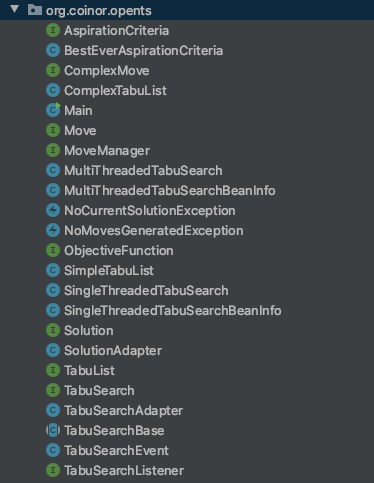 org.coinor.opents
AspirationCriteria
BestEverAspirationCriteria
ComplexMove
ComplexTabuList
Main
Move
MoveManager
MultiThreadedTabuSearch
MultiThreadedTabuSearchBeanInfo
NoCurrentSolutionException
NoMovesGeneratedException
ObjectiveFunction
SimpleTabuList
SingleThreadedTabuSearch
SingleThreadedTabuSearchBeanInfo
Solution
SolutionAdapter
TabuList
TabuSearch
TabuSearchAdapter
TabuSearchBase
TabuSearchEvent
TabuSearchListener